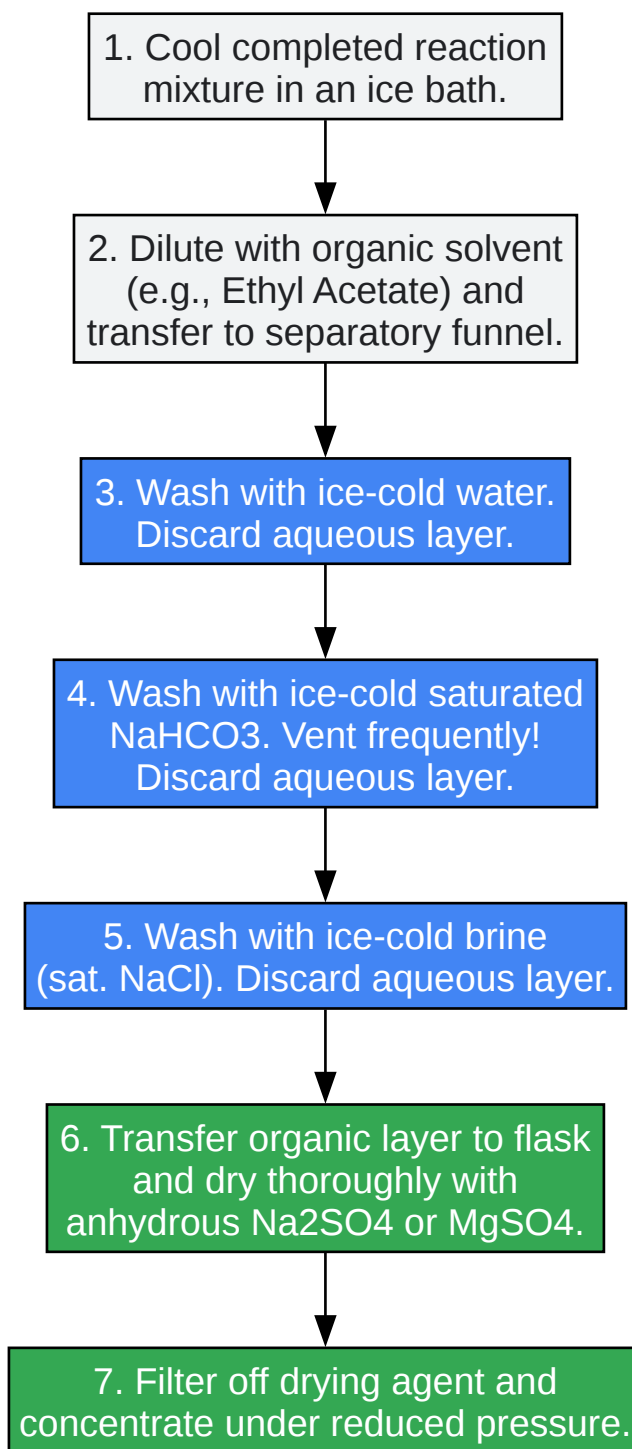 1. Cool completed reaction
mixture in an ice bath.
2. Dilute with organic solvent
(e.g., Ethyl Acetate) and
transfer to separatory funnel.
3. Wash with ice-cold water.
Discard aqueous layer.
4. Wash with ice-cold saturated
NaHCO3. Vent frequently!
Discard aqueous layer.
5. Wash with ice-cold brine
(sat. NaCl). Discard aqueous layer.
6. Transfer organic layer to flask
and dry thoroughly with
anhydrous Na2SO4 or MgSO4.
7. Filter off drying agent and
concentrate under reduced pressure.